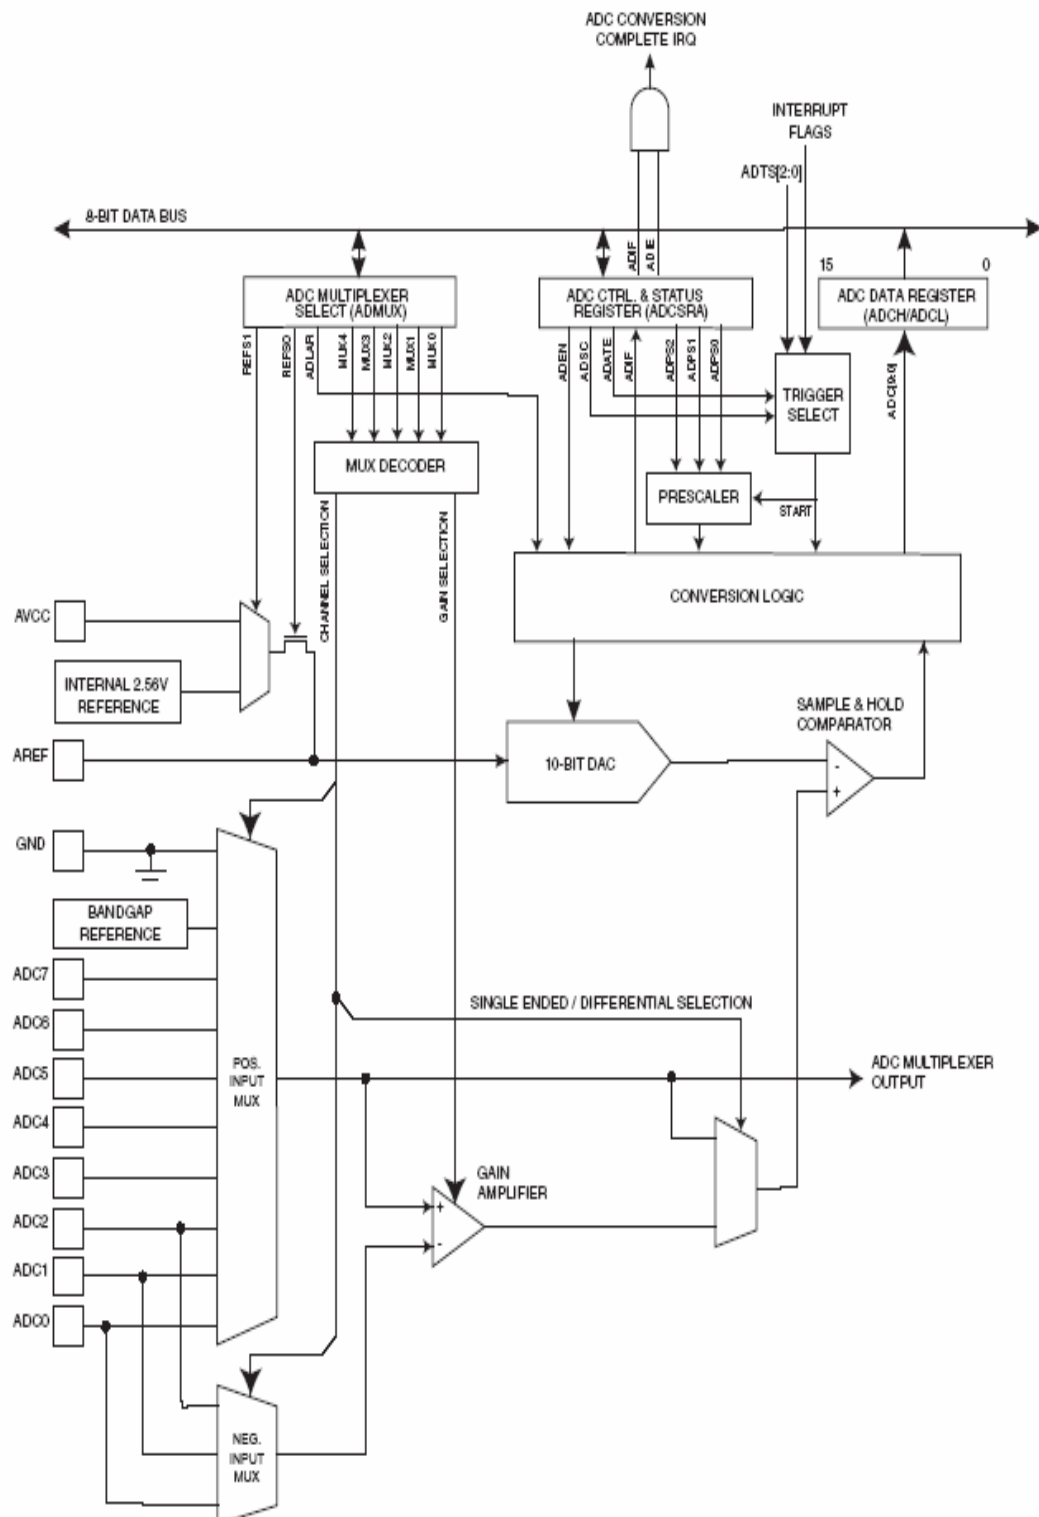 ADC CONVERSION
COMPLETE IRQ
INTERRUPT
FLAGS
ADTS[2:0]
8-BIT DATA BUS
ADIF
ADIE
15
0
ADC MULTIPLEXER
SELECT (ADMUX)
ADC CTRL. & STATUS
REGISTER (ADCSRA)
ADC DATA REGISTER
(ADCH/ADCL)
REFS1
REFS0
ADLAR
MUX4
MUX3
MUX2
MUX1
MUX0
ADEN
ADSC
ADATE
ADIF
ADPS2
ADPS1
ADPS0
ADC[9:0]
TRIGGER
SELECT
MUX DECODER
PRESCALER
START
CHANNEL SELECTION
GAIN SELECTION
CONVERSION LOGIC
AVCC
INTERNAL 2.56V
REFERENCE
SAMPLE & HOLD
COMPARATOR
AREF
10-BIT DAC
-
+
GND
BANDGAP
REFERENCE
ADC7
SINGLE ENDED / DIFFERENTIAL SELECTION
ADC6
ADC5
POS.
INPUT
MUX
ADC MULTIPLEXER
OUTPUT
ADC4
ADC3
GAIN
AMPLIFIER
+
-
ADC2
ADC1
ADC0
NEG.
INPUT
MUX